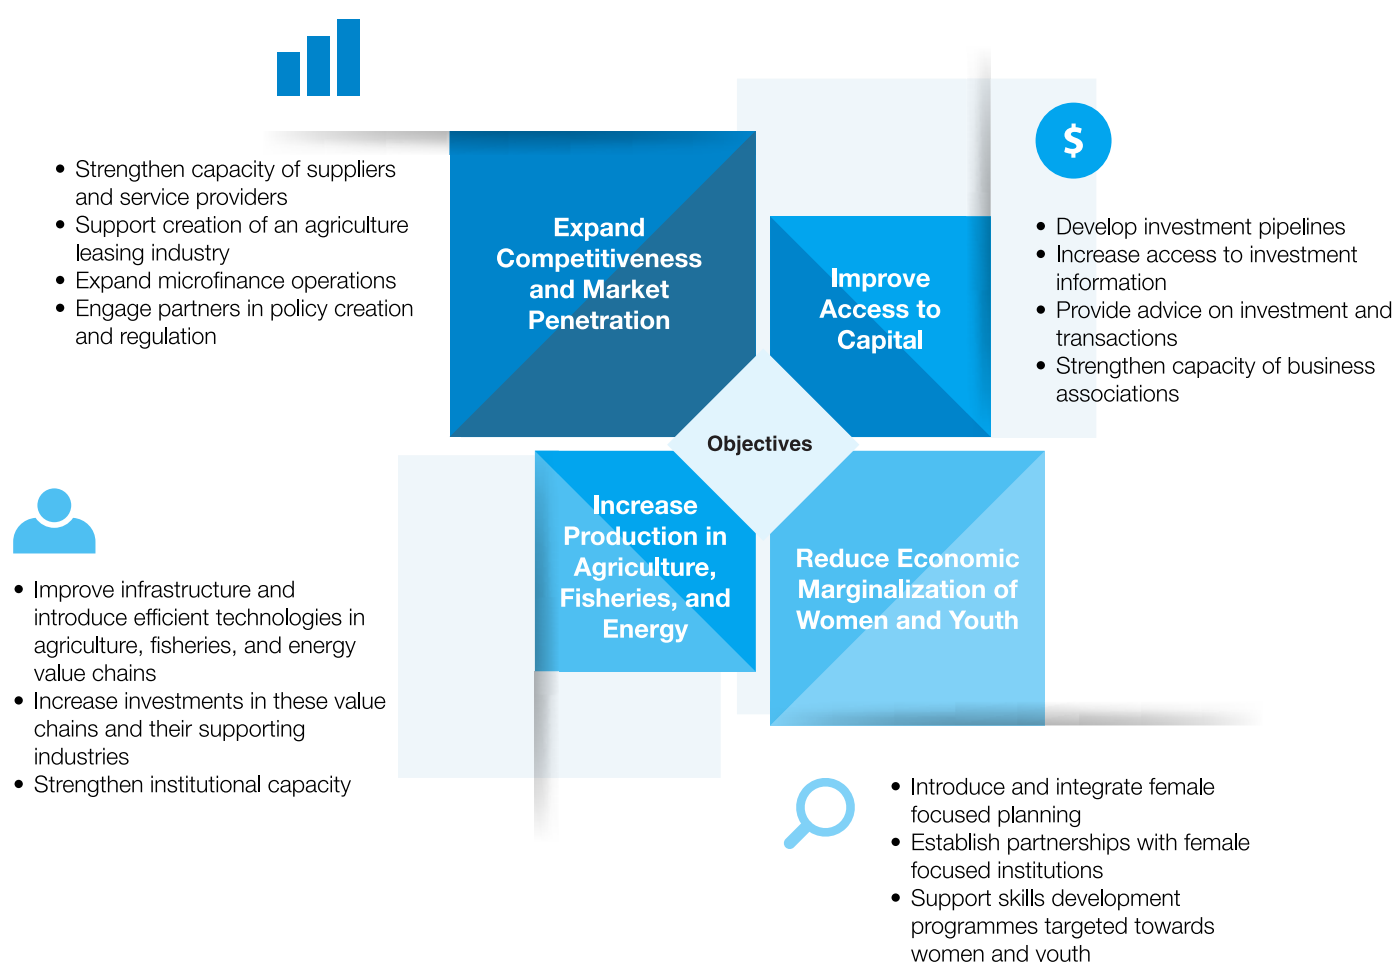 • Strengthen capacity of suppliers
and service providers
• Support creation of an agriculture
leasing industry
• Expand microfinance operations
• Engage partners in policy creation
and regulation
Expand
Competitiveness
and Market
Penetration
Improve
Access to
Capital
$
• Develop investment pipelines
• Increase access to investment
information
• Provide advice on investment and
transactions
• Strengthen capacity of business
associations
Objectives
• Improve infrastructure and
introduce efficient technologies in
agriculture, fisheries, and energy
value chains
• Increase investments in these value
chains and their supporting
industries
• Strengthen institutional capacity
Increase
Production in
Agriculture,
Fisheries, and
Energy
Reduce Economic
Marginalization of
Women and Youth
• Introduce and integrate female
focused planning
• Establish partnerships with female
focused institutions
• Support skills development
programmes targeted towards
women and youth